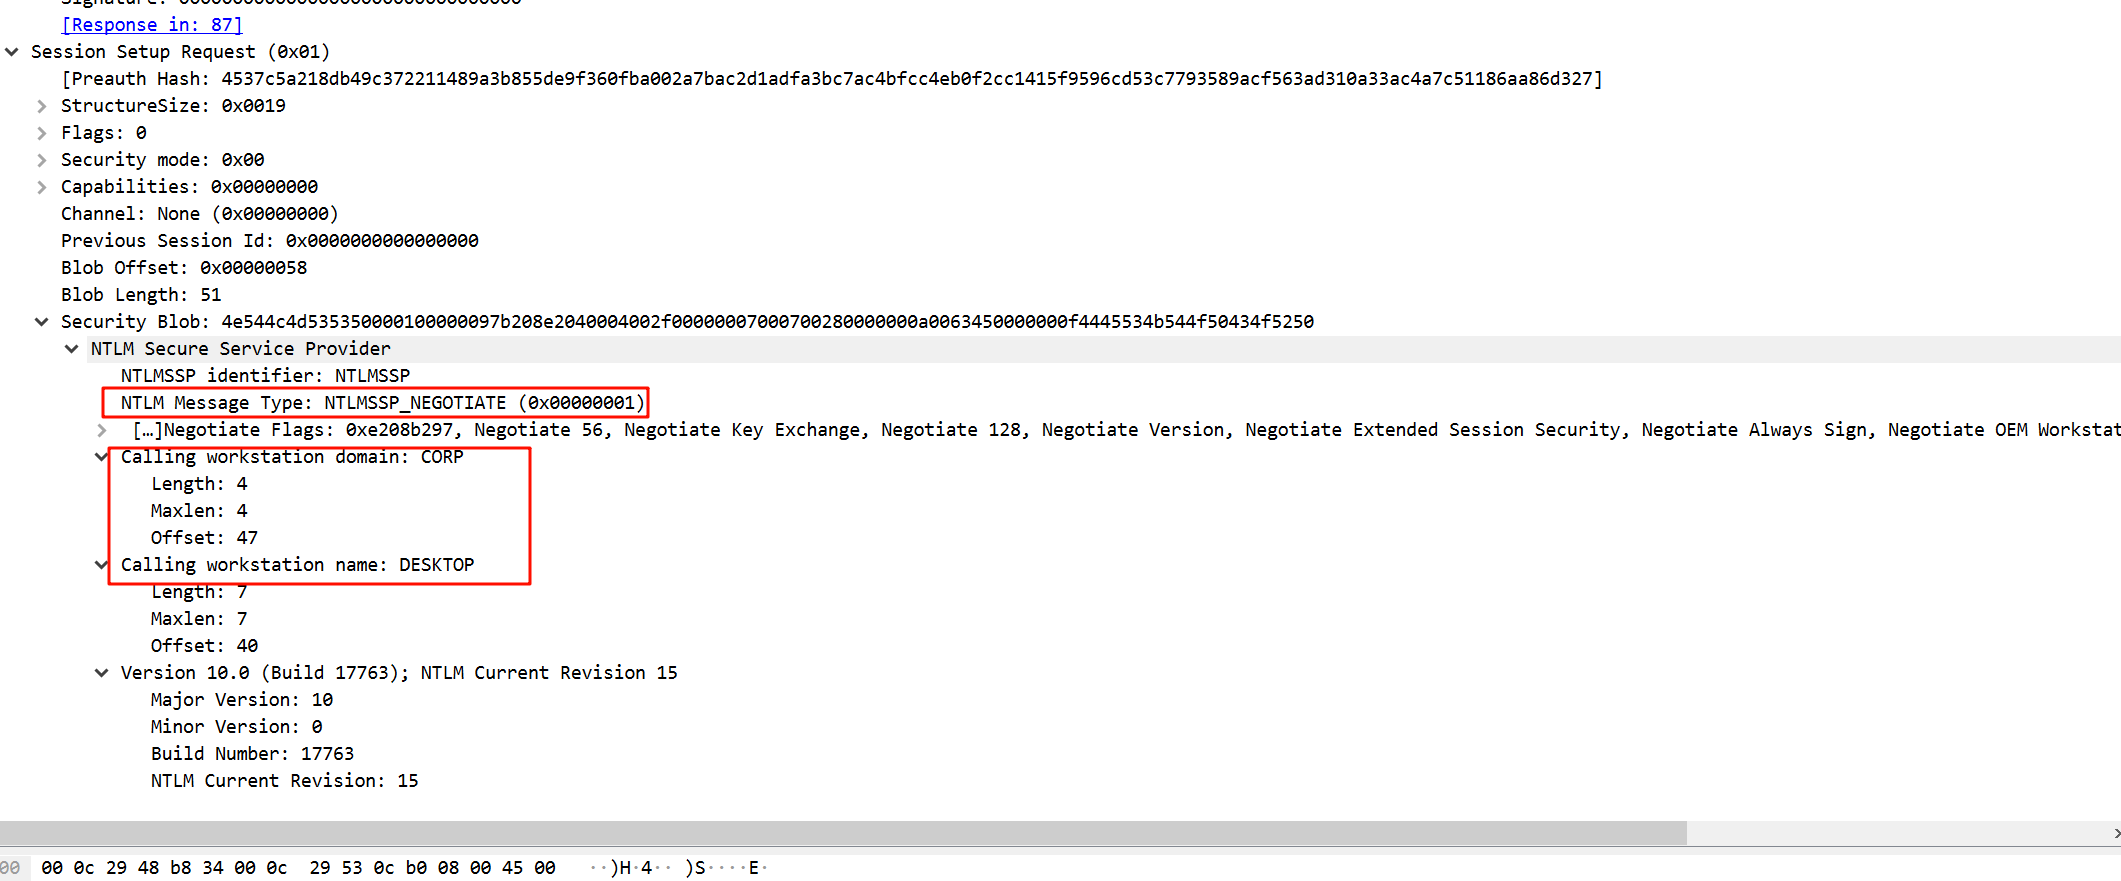 [Response in: 87]
Session Setup Request (0x01)
[Preauth Hash: 4537c5a218db49c372211489a3b855de9f360fba002a7bac2d1adfa3bc7ac4bfcc4eb0f2cc1415f9596cd53c7793589acf563ad310a33ac4a7c51186aa86d327]
StructureSize: 0x0019
Flags: 0
Security mode: 0x00
Capabilities: 0x00000000
Channel: None (0x00000000)
Previous Session Id: 0x0000000000000000
Blob Offset: 0x00000058
Blob Length: 51
Security Blob: 4e544c4d535350000100000097b208e2040004002f00000007000700280000000a0063450000000f4445534b544f50434f5250
NTLM Secure Service Provider
NTLMSSP identifier: NTLMSSP
NTLM Message Type: NTLMSSP_NEGOTIATE (0x00000001)
[…]Negotiate Flags: 0xe208b297, Negotiate 56, Negotiate Key Exchange, Negotiate 128, Negotiate Version, Negotiate Extended Session Security, Negotiate Always Sign, Negotiate OEM Workstat
Calling workstation domain: CORP
Length: 4
Maxlen: 4
Offset: 47
Calling workstation name: DESKTOP
Length: 7
Maxlen: 7
Offset: 40
Version 10.0 (Build 17763); NTLM Current Revision 15
Major Version: 10
Minor Version: 0
Build Number: 17763
NTLM Current Revision: 15
00 00 0c 29 48 b8 34 00 0c 29 53 0c b0 08 00 45 00 ··)H·4·· )S····E·